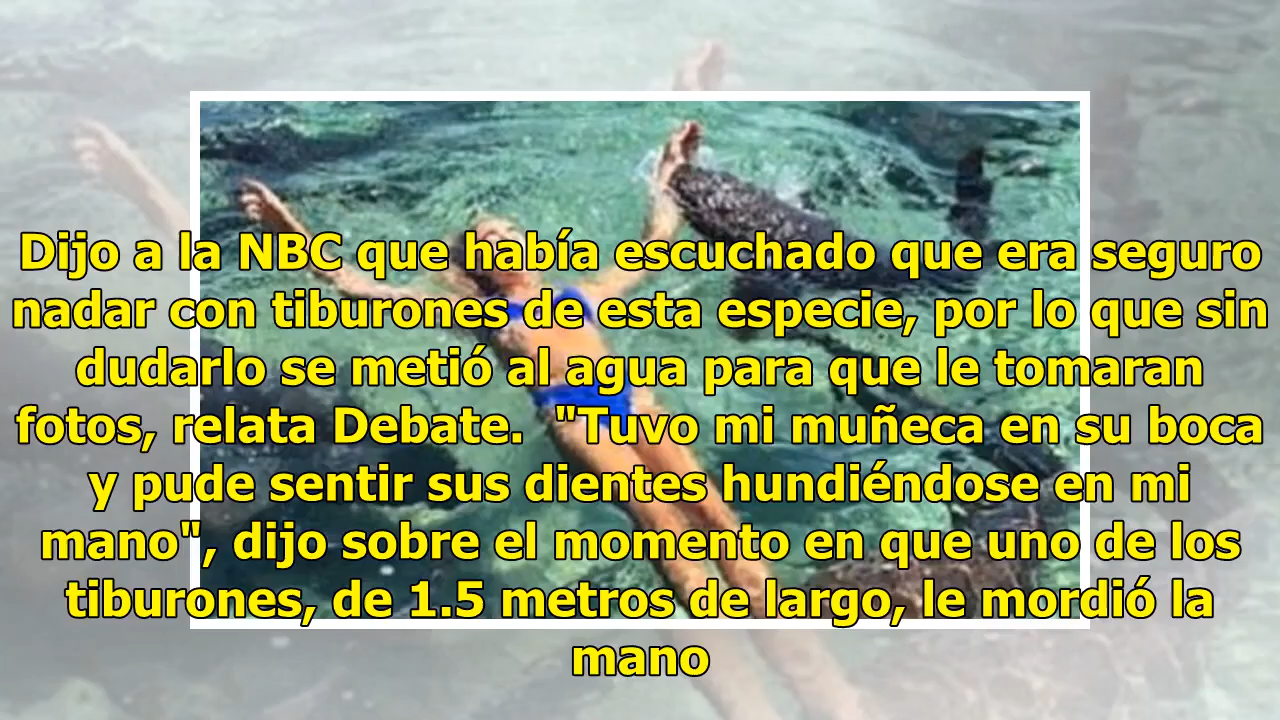 Dijo a la NBC que había escuchado que era seguro
nadar con tiburones de esta especie, por lo que sin
dudarlo se metió al agua para que le tomaran
fotos, relata Debate.  "Tuvo mi muñeca en su boca
y pude sentir sus dientes hundiéndose en mi
mano", dijo sobre el momento en que uno de los
tiburones, de 1.5 metros de largo, le mordió la
mano